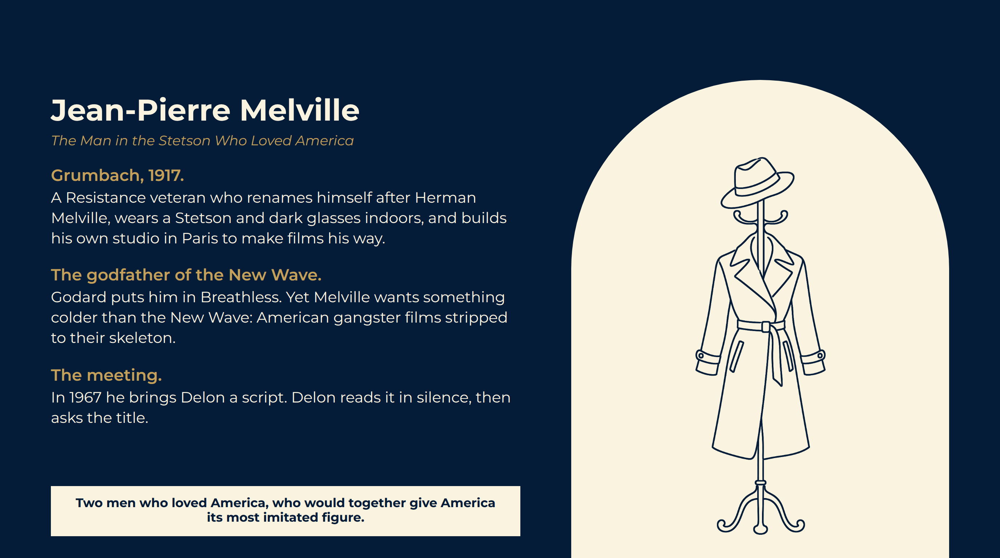 Jean-Pierre Melville
The Man in the Stetson Who Loved America
Grumbach, 1917.
A Resistance veteran who renames himself after Herman
Melville, wears a Stetson and dark glasses indoors, and builds
his own studio in Paris to make films his way.
The godfather of the New Wave.
Godard puts him in Breathless. Yet Melville wants something
colder than the New Wave: American gangster films stripped
to their skeleton.
The meeting.
In 1967 he brings Delon a script. Delon reads it in silence, then
asks the title.
Two men who loved America, who would together give America
its most imitated figure.